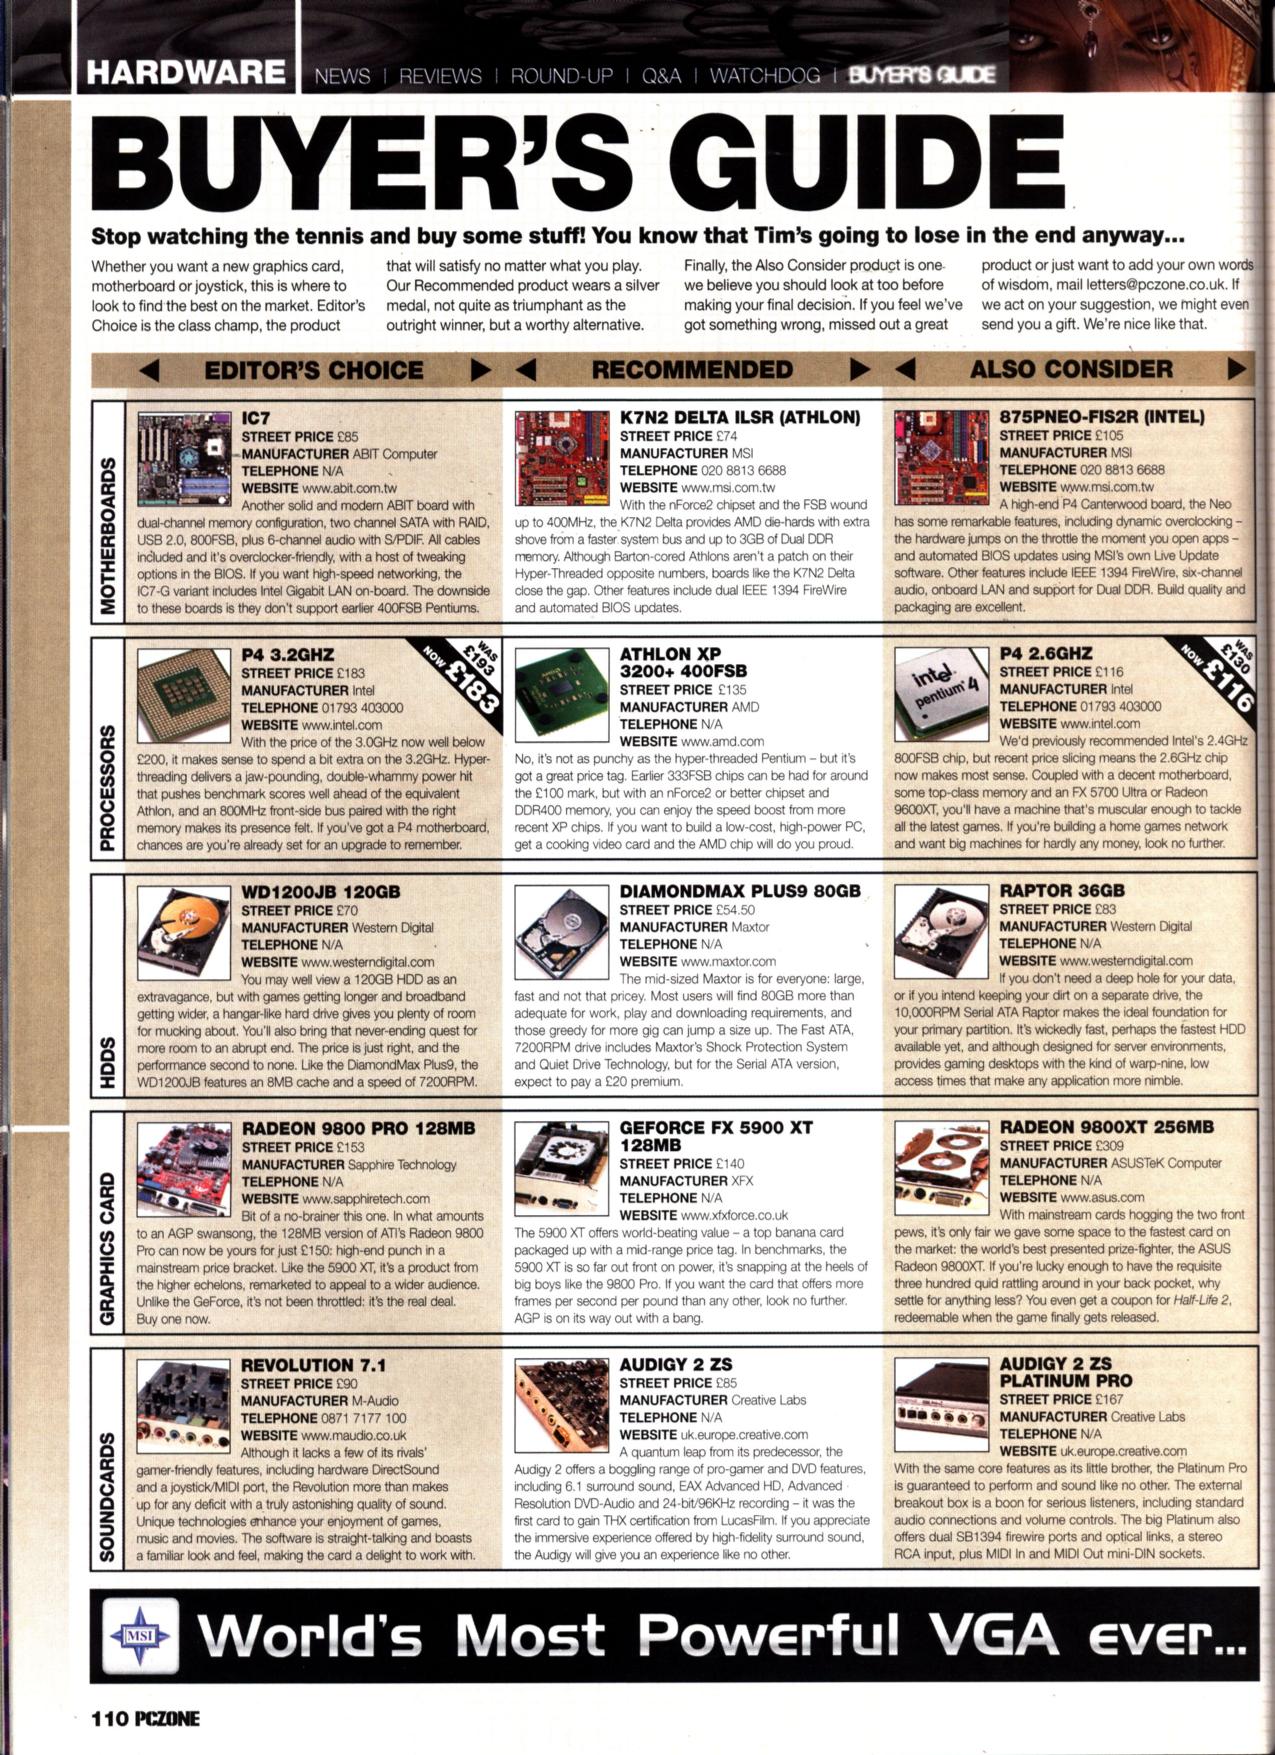 HARDWARE
NEWS | REVIEWS | ROUND-UP | Q&A | WATCHDOG | BUYER'S GUIDE
BUYER'S GUIDE
Stop watching the tennis and buy some stuff! You know that Tim's going to lose in the end anyway...
Whether you want a new graphics card,
motherboard or joystick, this is where to
look to find the best on the market. Editor's
Choice is the class champ, the product
that will satisfy no matter what you play.
Our Recommended product wears a silver
medal, not quite as triumphant as the
outright winner, but a worthy alternative.
Finally, the Also Consider product is one
we believe you should look at too before
making your final decision. If you feel we've
got something wrong, missed out a great
product or just want to add your own words
of wisdom, mail letters@pczone.co.uk. If
we act on your suggestion, we might even
send you a gift. We're nice like that.
EDITOR'S CHOICE
RECOMMENDED
ALSO CONSIDER
MOTHERBOARDS
IC7
STREET PRICE £85
MANUFACTURER ABIT Computer
TELEPHONE N/A
WEBSITE www.abit.com.tw
Another solid and modern ABIT board with
dual-channel memory configuration, two channel SATA with RAID,
USB 2.0, 800FSB, plus 6-channel audio with S/PDIF. All cables
included and it's overclocker-friendly, with a host of tweaking
options in the BIOS. If you want high-speed networking, the
IC7-G variant includes Intel Gigabit LAN on-board. The downside
to these boards is they don't support earlier 400FSB Pentiums.
K7N2 DELTA ILSR (ATHLON)
STREET PRICE £74
MANUFACTURER MSI
TELEPHONE 020 8813 6688
WEBSITE www.msi.com.tw
With the nForce2 chipset and the FSB wound
up to 400MHz, the K7N2 Delta provides AMD die-hards with extra
shove from a faster system bus and up to 3GB of Dual DDR
memory. Although Barton-cored Athlons aren't a patch on their
Hyper-Threaded opposite numbers, boards like the K7N2 Delta
close the gap. Other features include dual IEEE 1394 FireWire
and automated BIOS updates.
875PNEO-FIS2R (INTEL)
STREET PRICE £105
MANUFACTURER MSI
TELEPHONE 020 8813 6688
WEBSITE www.msi.com.tw
A high-end P4 Canterwood board, the Neo
has some remarkable features, including dynamic overclocking –
the hardware jumps on the throttle the moment you open apps –
and automated BIOS updates using MSI's own Live Update
software. Other features include IEEE 1394 FireWire, six-channel
audio, onboard LAN and support for Dual DDR. Build quality and
packaging are excellent.
PROCESSORS
P4 3.2GHZ
STREET PRICE £183
MANUFACTURER Intel
TELEPHONE 01793 403000
WEBSITE www.intel.com
WAS £193
NOW £183
With the price of the 3.0GHz now well below
£200, it makes sense to spend a bit extra on the 3.2GHz. Hyper-
threading delivers a jaw-pounding, double-whammy power hit
that pushes benchmark scores well ahead of the equivalent
Athlon, and an 800MHz front-side bus paired with the right
memory makes its presence felt. If you've got a P4 motherboard,
chances are you're already set for an upgrade to remember.
ATHLON XP
3200+ 400FSB
STREET PRICE £135
MANUFACTURER AMD
TELEPHONE N/A
WEBSITE www.amd.com
No, it's not as punchy as the hyper-threaded Pentium – but it's
got a great price tag. Earlier 333FSB chips can be had for around
the £100 mark, but with an nForce2 or better chipset and
DDR400 memory, you can enjoy the speed boost from more
recent XP chips. If you want to build a low-cost, high-power PC,
get a cooking video card and the AMD chip will do you proud.
intel
pentium 4
P4 2.6GHZ
STREET PRICE £116
MANUFACTURER Intel
TELEPHONE 01793 403000
WEBSITE www.intel.com
WAS £130
NOW £116
We'd previously recommended Intel's 2.4GHz
800FSB chip, but recent price slicing means the 2.6GHz chip
now makes most sense. Coupled with a decent motherboard,
some top-class memory and an FX 5700 Ultra or Radeon
9600XT, you'll have a machine that's muscular enough to tackle
all the latest games. If you're building a home games network
and want big machines for hardly any money, look no further.
HDDS
WD1200JB 120GB
STREET PRICE £70
MANUFACTURER Western Digital
TELEPHONE N/A
WEBSITE www.westerndigital.com
You may well view a 120GB HDD as an
extravagance, but with games getting longer and broadband
getting wider, a hangar-like hard drive gives you plenty of room
for mucking about. You'll also bring that never-ending quest for
more room to an abrupt end. The price is just right, and the
performance second to none. Like the DiamondMax Plus9, the
WD1200JB features an 8MB cache and a speed of 7200RPM.
DIAMONDMAX PLUS9 80GB
STREET PRICE £54.50
MANUFACTURER Maxtor
TELEPHONE N/A
WEBSITE www.maxtor.com
The mid-sized Maxtor is for everyone: large,
fast and not that pricey. Most users will find 80GB more than
adequate for work, play and downloading requirements, and
those greedy for more gig can jump a size up. The Fast ATA,
7200RPM drive includes Maxtor's Shock Protection System
and Quiet Drive Technology, but for the Serial ATA version,
expect to pay a £20 premium.
RAPTOR 36GB
STREET PRICE £83
MANUFACTURER Western Digital
TELEPHONE N/A
WEBSITE www.westerndigital.com
If you don't need a deep hole for your data,
or if you intend keeping your dirt on a separate drive, the
10,000RPM Serial ATA Raptor makes the ideal foundation for
your primary partition. It's wickedly fast, perhaps the fastest HDD
available yet, and although designed for server environments,
provides gaming desktops with the kind of warp-nine, low
access times that make any application more nimble.
GRAPHICS CARD
RADEON 9800 PRO 128MB
STREET PRICE £153
MANUFACTURER Sapphire Technology
TELEPHONE N/A
WEBSITE www.sapphiretech.com
Bit of a no-brainer this one. In what amounts
to an AGP swansong, the 128MB version of ATI's Radeon 9800
Pro can now be yours for just £150: high-end punch in a
mainstream price bracket. Like the 5900 XT, it's a product from
the higher echelons, remarketed to appeal to a wider audience.
Unlike the GeForce, it's not been throttled: it's the real deal.
Buy one now.
GEFORCE FX 5900 XT
128MB
STREET PRICE £140
MANUFACTURER XFX
TELEPHONE N/A
WEBSITE www.xfxforce.co.uk
The 5900 XT offers world-beating value – a top banana card
packaged up with a mid-range price tag. In benchmarks, the
5900 XT is so far out front on power, it's snapping at the heels of
big boys like the 9800 Pro. If you want the card that offers more
frames per second per pound than any other, look no further.
AGP is on its way out with a bang.
RADEON 9800XT 256MB
STREET PRICE £309
MANUFACTURER ASUSTeK Computer
TELEPHONE N/A
WEBSITE www.asus.com
With mainstream cards hogging the two front
pews, it's only fair we gave some space to the fastest card on
the market: the world's best presented prize-fighter, the ASUS
Radeon 9800XT. If you're lucky enough to have the requisite
three hundred quid rattling around in your back pocket, why
settle for anything less? You even get a coupon for Half-Life 2,
redeemable when the game finally gets released.
SOUNDCARDS
REVOLUTION 7.1
STREET PRICE £90
MANUFACTURER M-Audio
TELEPHONE 0871 7177 100
WEBSITE www.maudio.co.uk
Although it lacks a few of its rivals'
gamer-friendly features, including hardware DirectSound
and a joystick/MIDI port, the Revolution more than makes
up for any deficit with a truly astonishing quality of sound.
Unique technologies enhance your enjoyment of games,
music and movies. The software is straight-talking and boasts
a familiar look and feel, making the card a delight to work with.
AUDIGY 2 ZS
STREET PRICE £85
MANUFACTURER Creative Labs
TELEPHONE N/A
WEBSITE uk.europe.creative.com
A quantum leap from its predecessor, the
Audigy 2 offers a boggling range of pro-gamer and DVD features,
including 6.1 surround sound, EAX Advanced HD, Advanced
Resolution DVD-Audio and 24-bit/96KHz recording – it was the
first card to gain THX certification from LucasFilm. If you appreciate
the immersive experience offered by high-fidelity surround sound,
the Audigy will give you an experience like no other.
AUDIGY 2 ZS
PLATINUM PRO
STREET PRICE £167
MANUFACTURER Creative Labs
TELEPHONE N/A
WEBSITE uk.europe.creative.com
With the same core features as its little brother, the Platinum Pro
is guaranteed to perform and sound like no other. The external
breakout box is a boon for serious listeners, including standard
audio connections and volume controls. The big Platinum also
offers dual SB1394 firewire ports and optical links, a stereo
RCA input, plus MIDI In and MIDI Out mini-DIN sockets.
MSI
World's Most Powerful VGA ever...
110 PCZONE